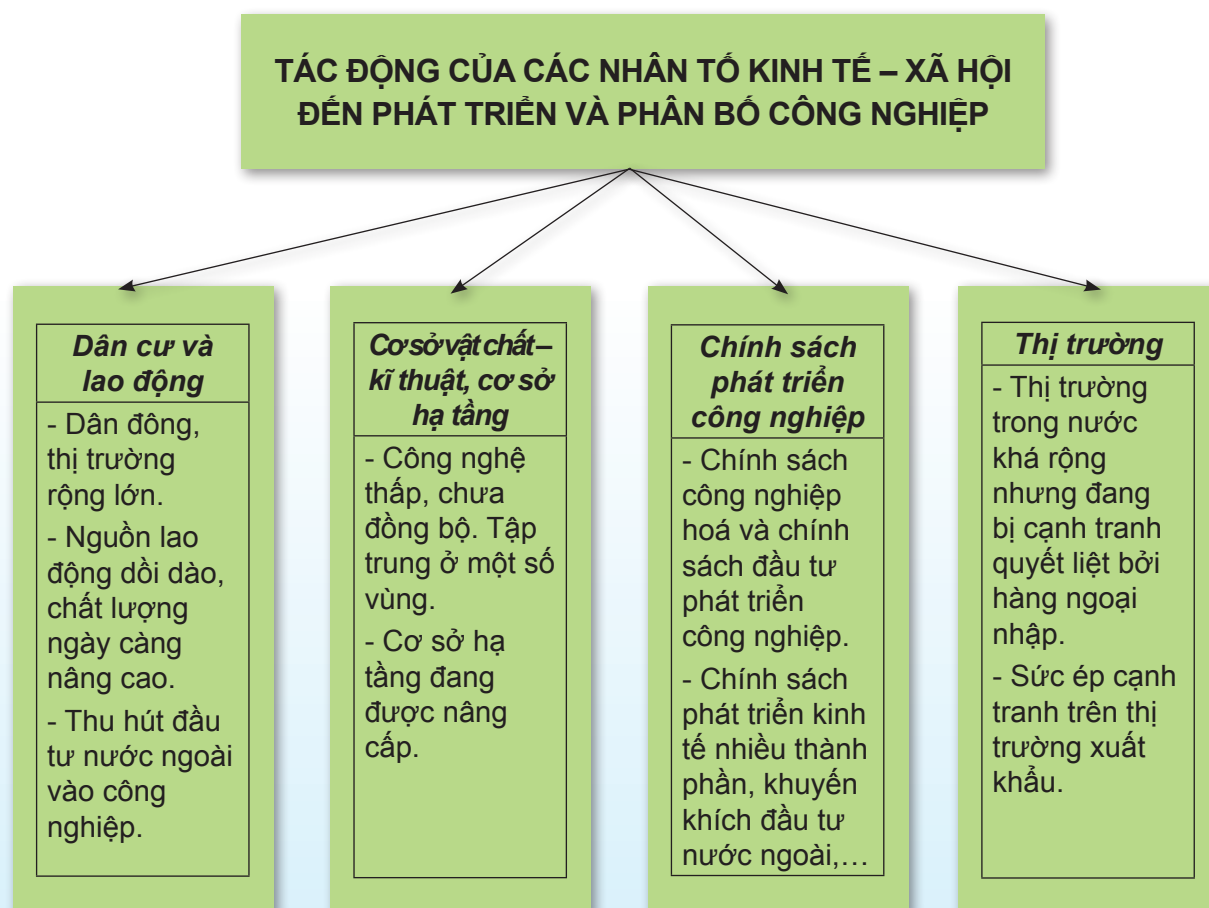 TÁC ĐỘNG CỦA CÁC NHÂN TỐ KINH TẾ – XÃ HỘI
ĐẾN PHÁT TRIỂN VÀ PHÂN BỐ CÔNG NGHIỆP
Dân cư và
lao động
- Dân đông,
thị trường
rộng lớn.
- Nguồn lao
động dồi dào,
chất lượng
ngày càng
nâng cao.
- Thu hút đầu
tư nước ngoài
vào công
nghiệp.
Cơ sở vật chất –
kĩ thuật, cơ sở
hạ tầng
- Công nghệ
thấp, chưa
đồng bộ. Tập
trung ở một số
vùng.
- Cơ sở hạ
tầng đang
được nâng
cấp.
Chính sách
phát triển
công nghiệp
- Chính sách
công nghiệp
hoá và chính
sách đầu tư
phát triển
công nghiệp.
- Chính sách
phát triển kinh
tế nhiều thành
phần, khuyến
khích đầu tư
nước ngoài,…
Thị trường
- Thị trường
trong nước
khá rộng
nhưng đang
bị cạnh tranh
quyết liệt bởi
hàng ngoại
nhập.
- Sức ép cạnh
tranh trên thị
trường xuất
khẩu.